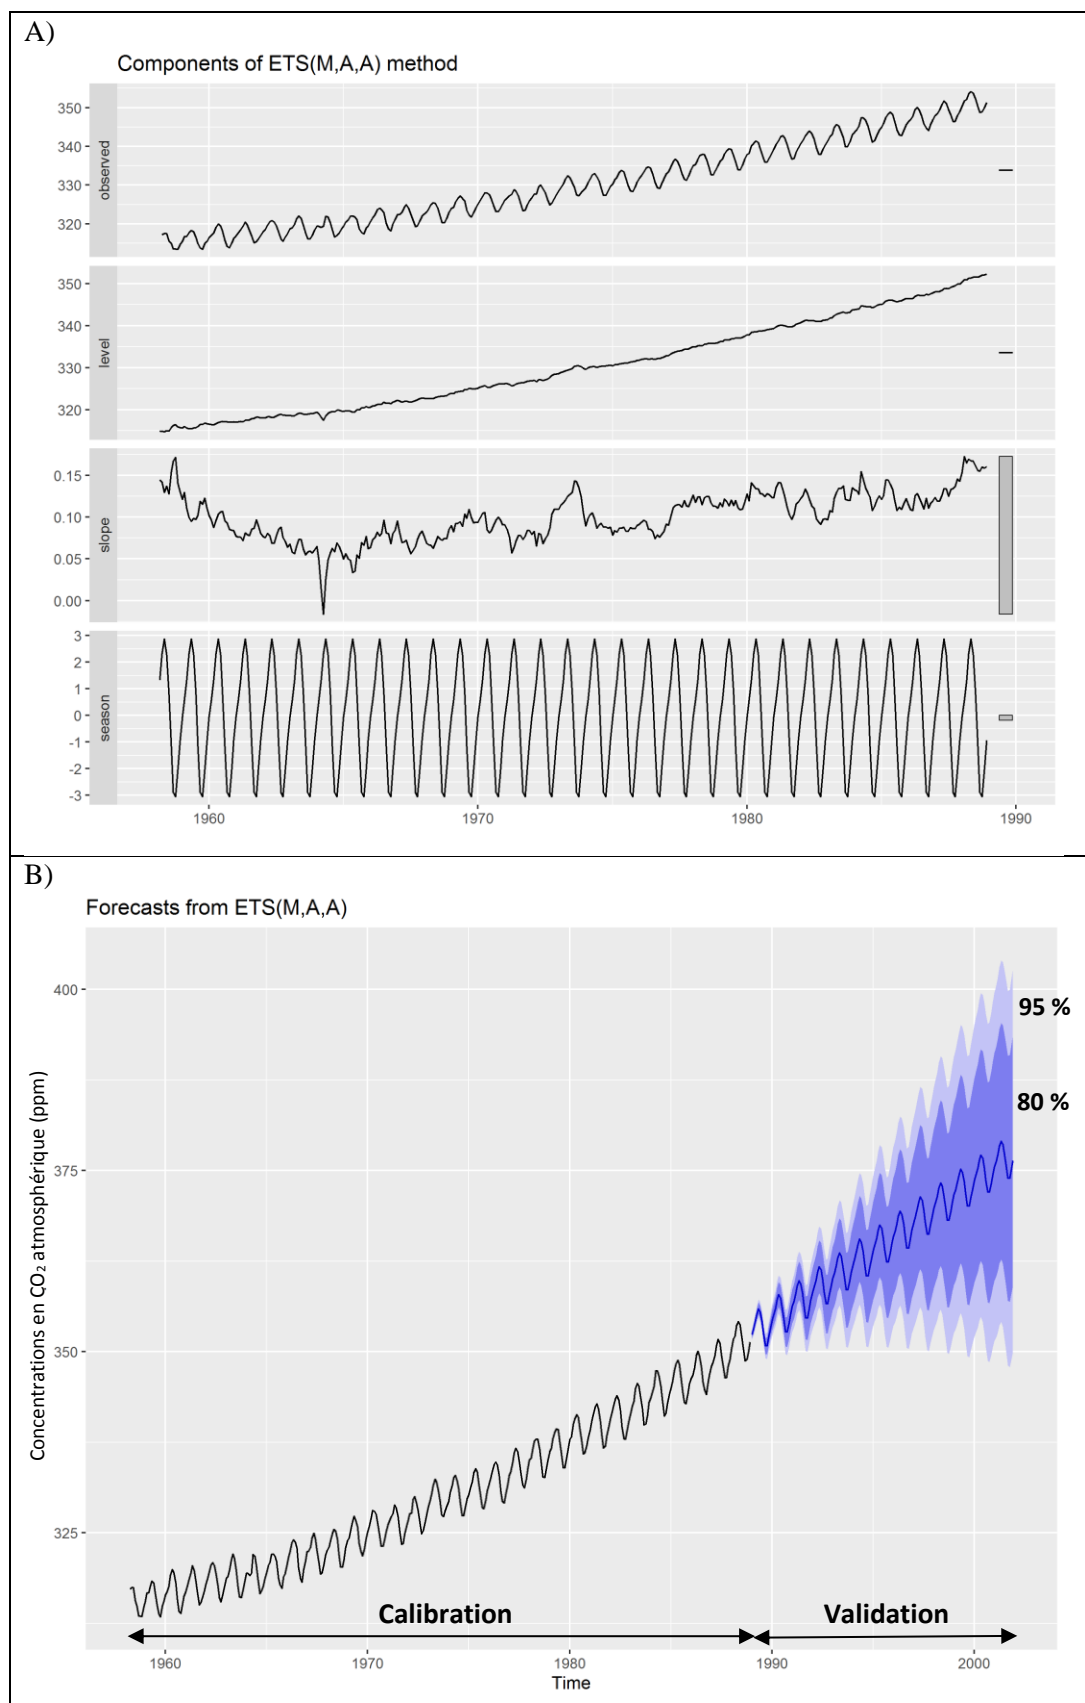 A)
Components of ETS(M,A,A) method
observed
350
340
330
320
level
350
340
330
320
slope
0.15
0.10
0.05
0.00
season
3
2
1
0
-1
-2
-3
1960 1970 1980 1990
B)
Forecasts from ETS(M,A,A)
Concentrations en CO₂ atmosphérique (ppm)
400
375
350
325
95 %
80 %
Calibration Validation
1960 1970 1980 1990 2000
Time